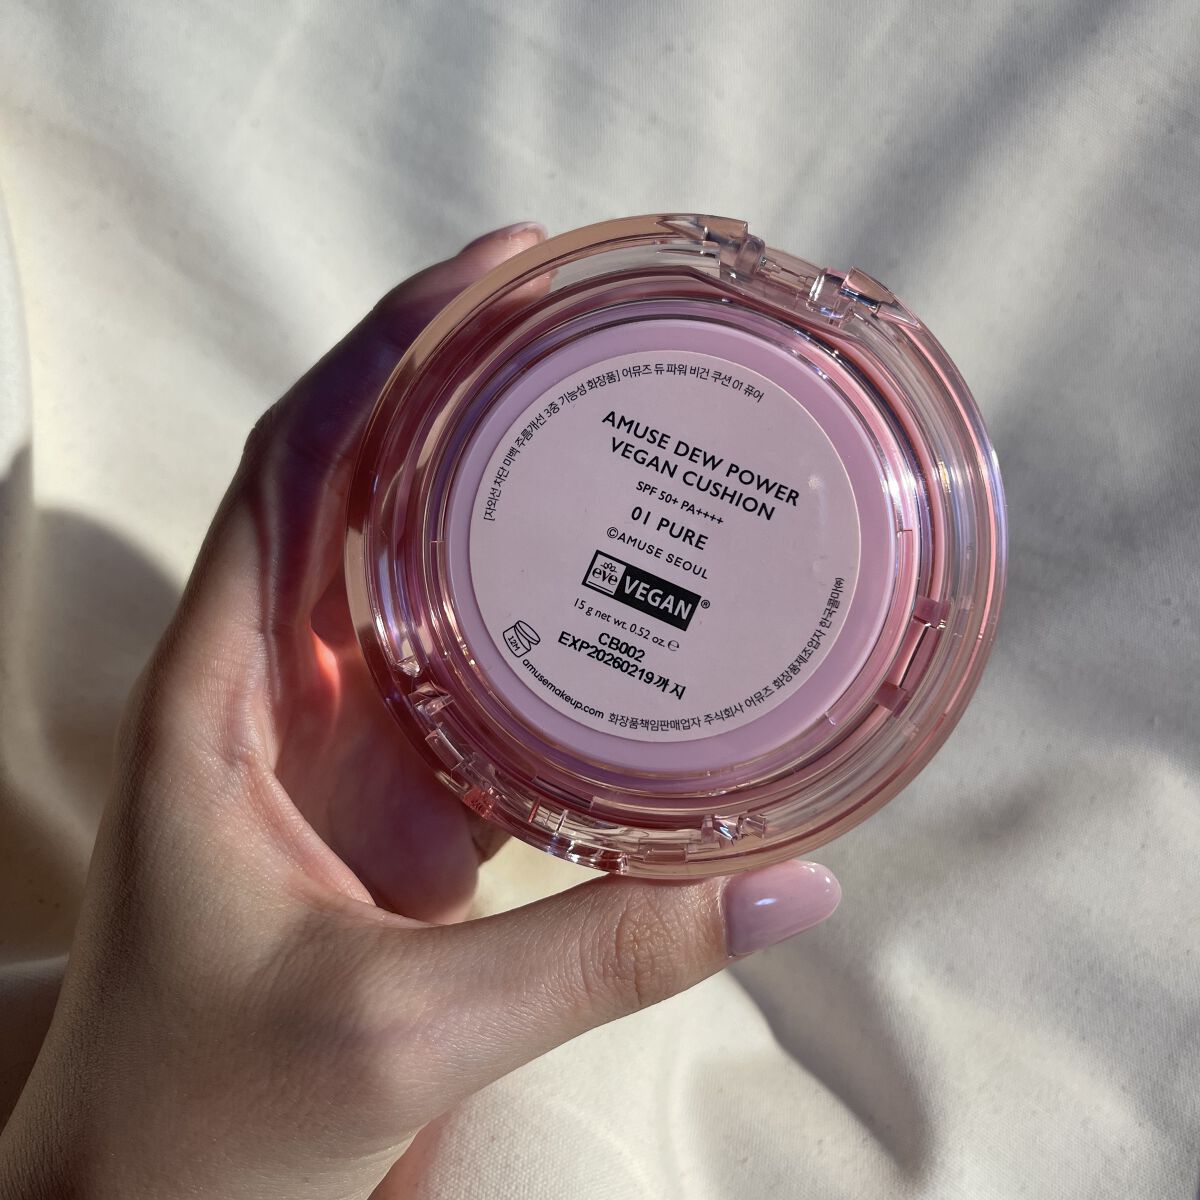 [자외선 차단 미백 주름개선 3중 기능성 화장품] 어뮤즈 듀 파워 비건 쿠션 01 퓨어
AMUSE DEW POWER
VEGAN CUSHION
SPF 50+ PA++++
01 PURE
©AMUSE SEOUL
eve VEGAN®
15 g net wt. 0.52 oz. ℮
CB002
EXP20260219까지
12M
amusemakeup.com 화장품책임판매업자 주식회사 어뮤즈 화장품제조업자 한국콜마㈜